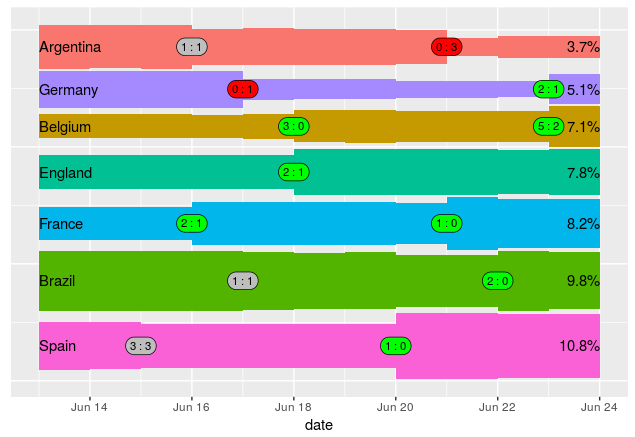 Argentina 1 : 1 0 : 3 3.7%
Germany 0 : 1 2 : 1 5.1%
Belgium 3 : 0 5 : 2 7.1%
England 2 : 1 7.8%
France 2 : 1 1 : 0 8.2%
Brazil 1 : 1 2 : 0 9.8%
Spain 3 : 3 1 : 0 10.8%
Jun 14 Jun 16 Jun 18 Jun 20 Jun 22 Jun 24
date